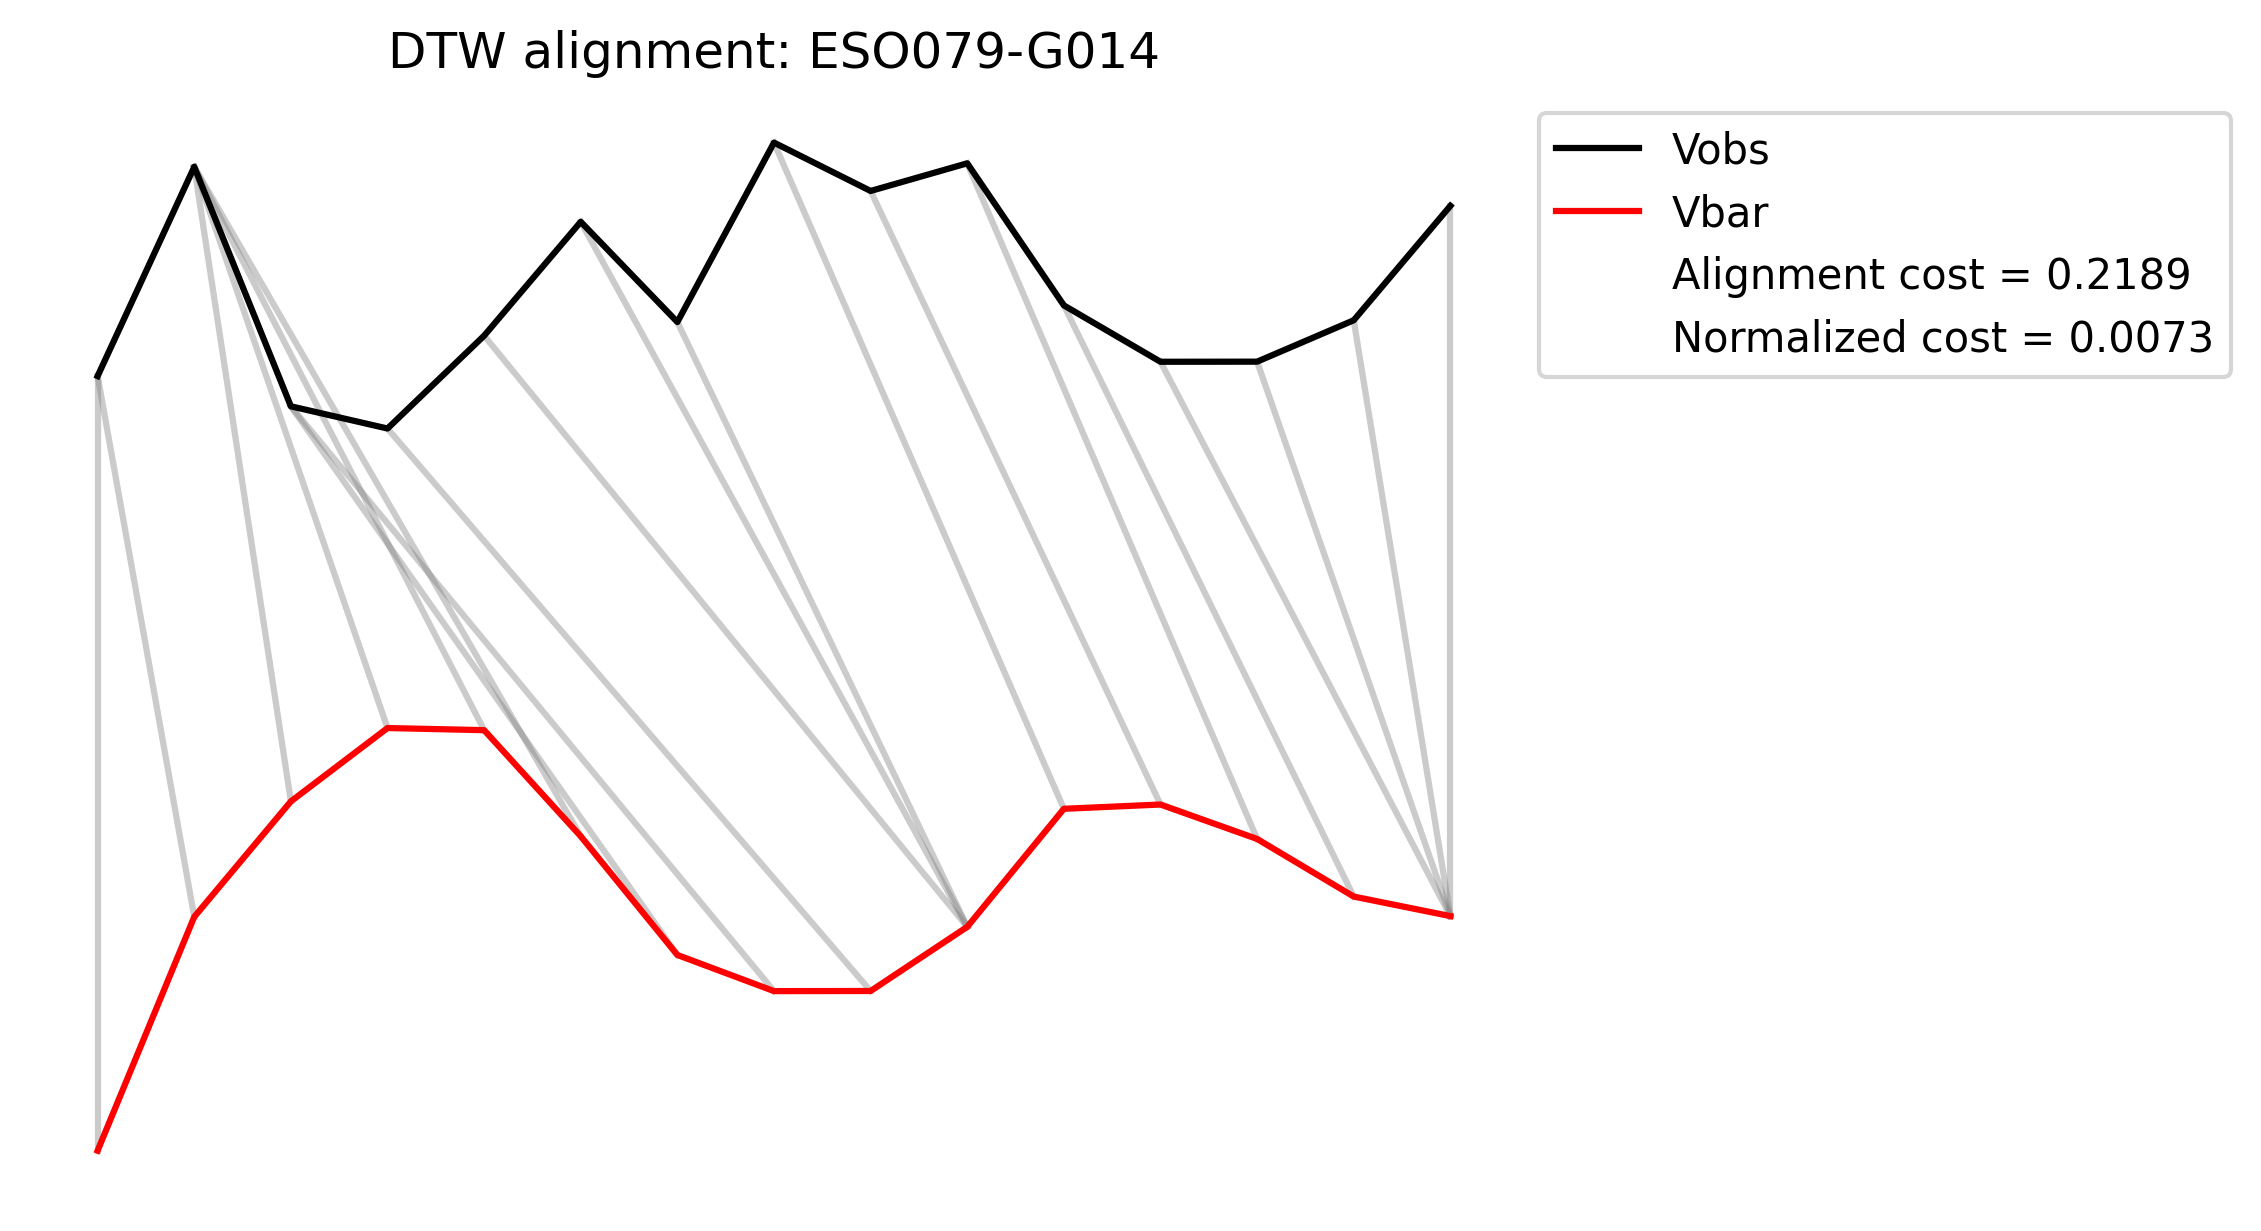 DTW alignment: ESO079-G014
Vobs
Vbar
Alignment cost = 0.2189
Normalized cost = 0.0073